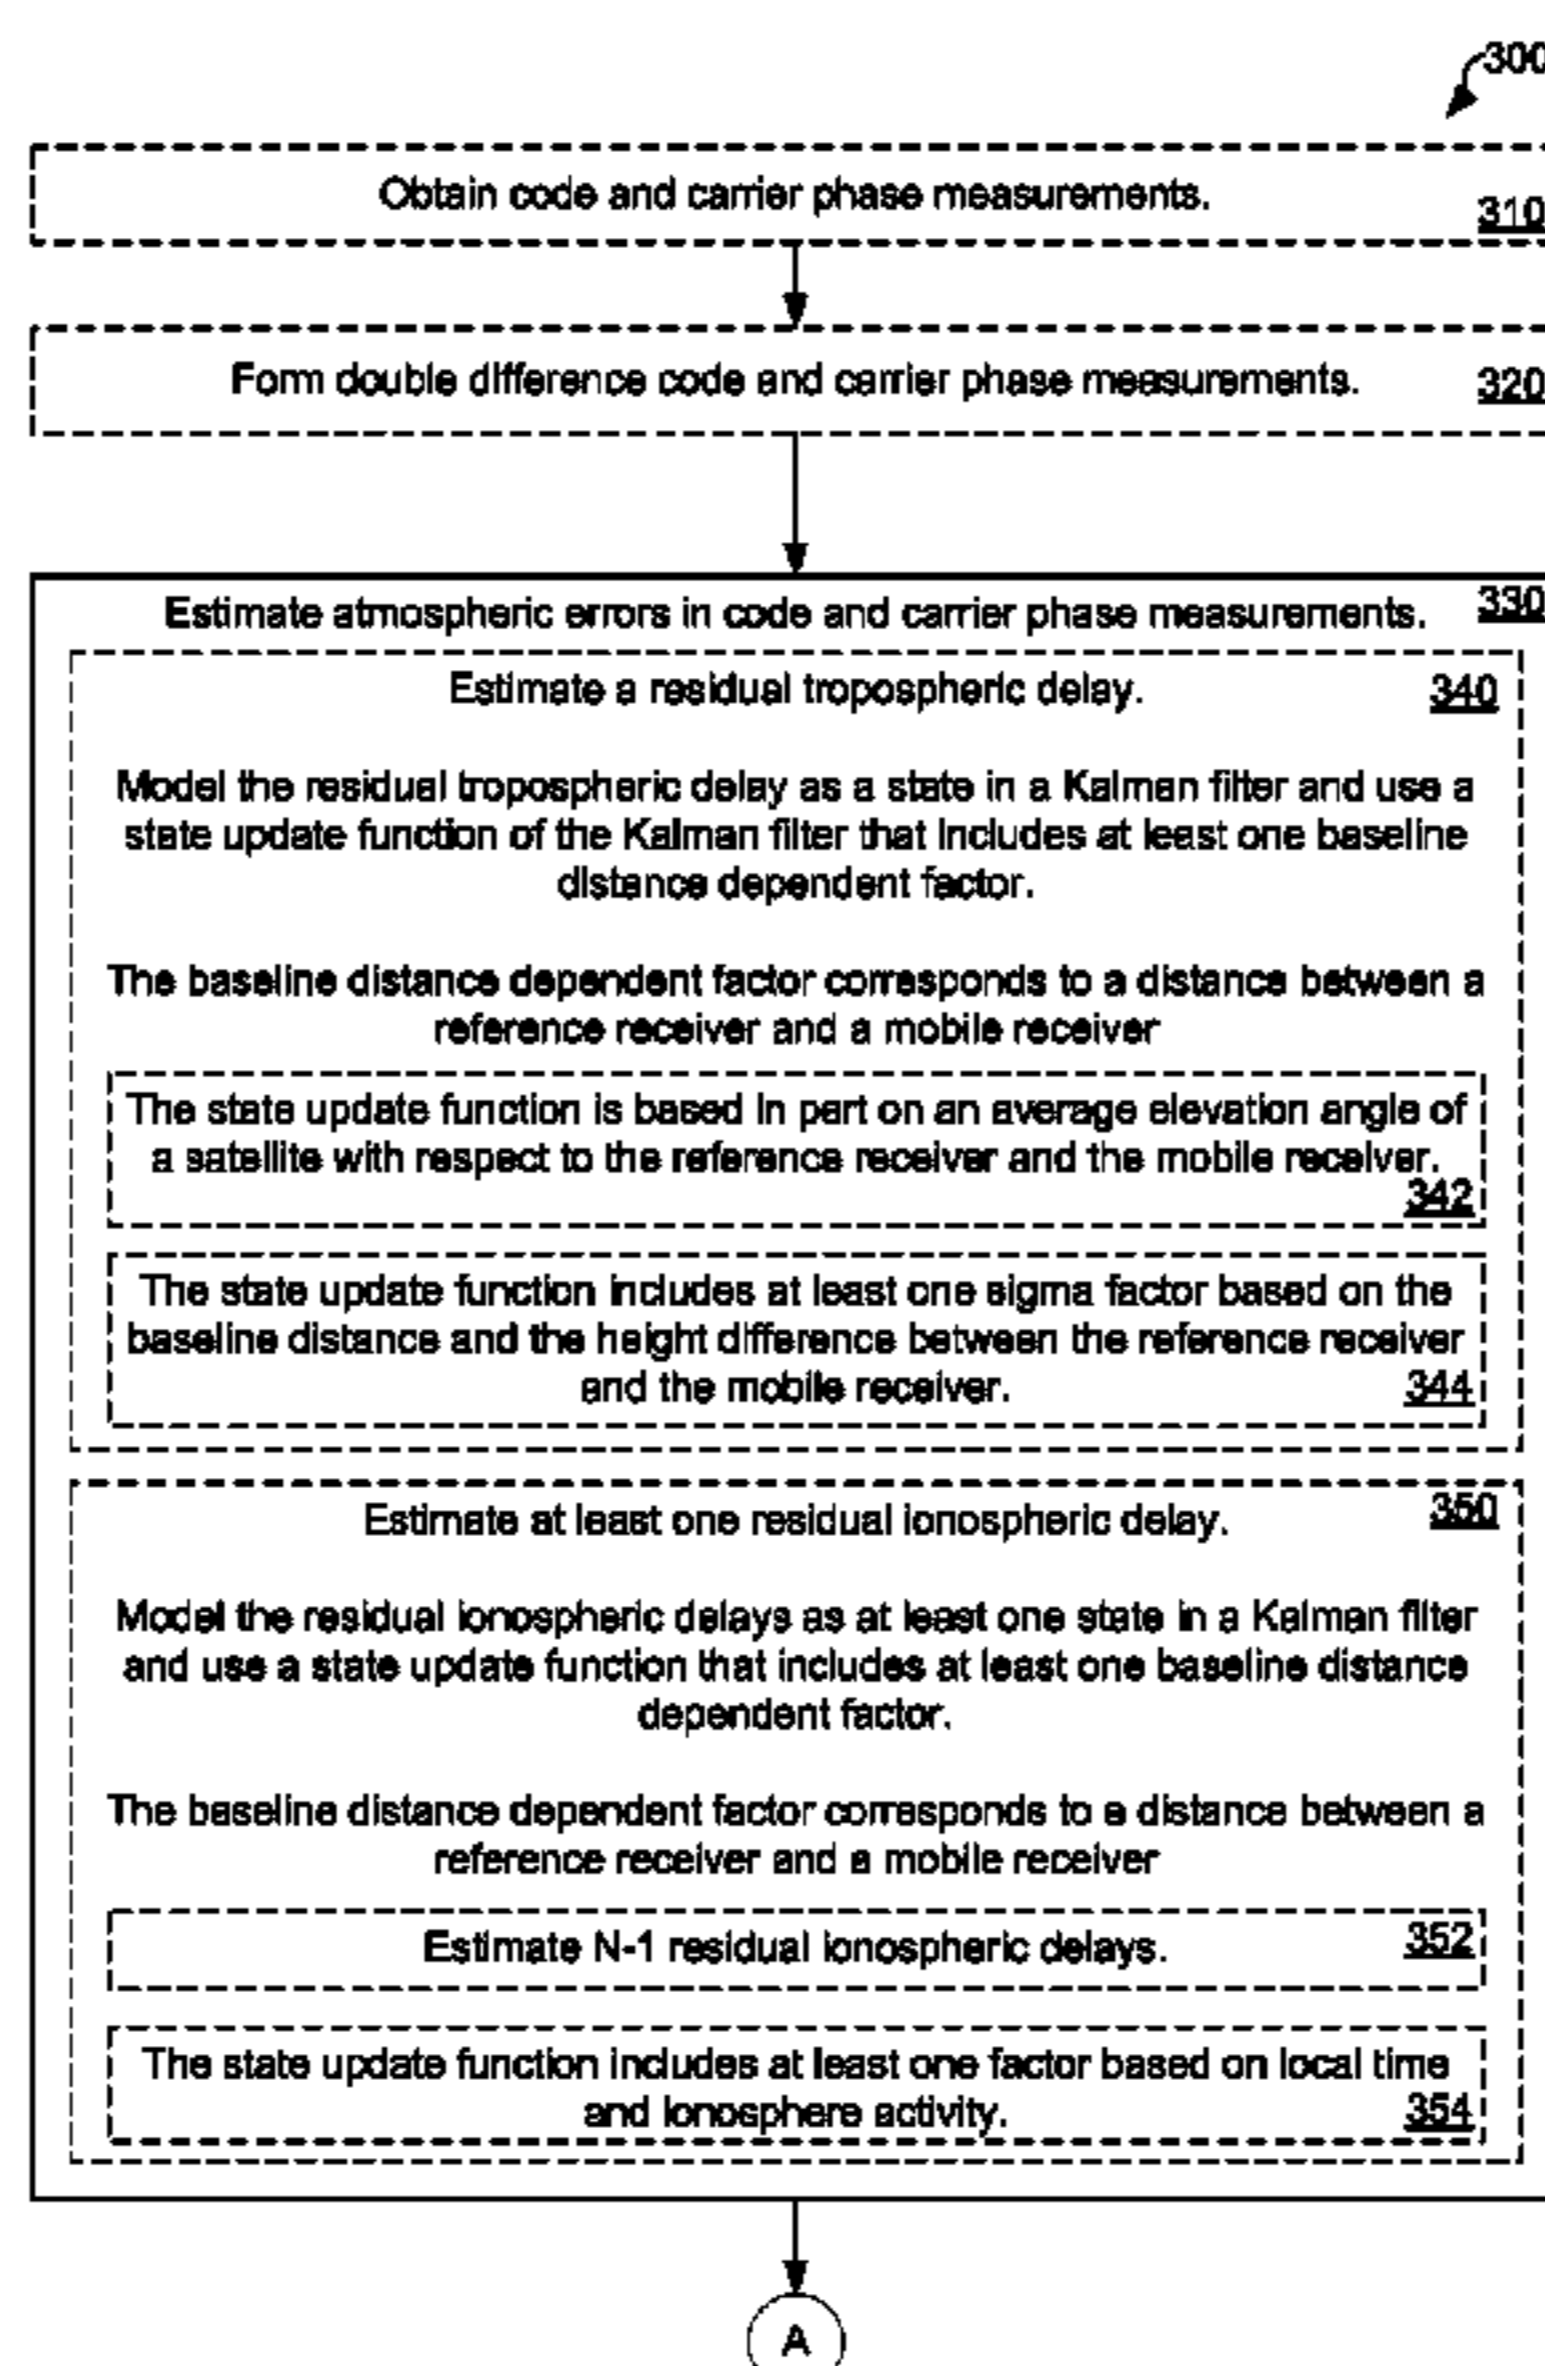 300
Obtain code and carrier phase measurements.
310
Form double difference code and carrier phase measurements.
320
Estimate atmospheric errors in code and carrier phase measurements.
330
Estimate a residual tropospheric delay.
340
Model the residual tropospheric delay as a state in a Kalman filter and use a
state update function of the Kalman filter that includes at least one baseline
distance dependent factor.
The baseline distance dependent factor corresponds to a distance between a
reference receiver and a mobile receiver
The state update function is based in part on an average elevation angle of
a satellite with respect to the reference receiver and the mobile receiver.
342
The state update function includes at least one sigma factor based on the
baseline distance and the height difference between the reference receiver
and the mobile receiver.
344
Estimate at least one residual ionospheric delay.
350
Model the residual ionospheric delays as at least one state in a Kalman filter
and use a state update function that includes at least one baseline distance
dependent factor.
The baseline distance dependent factor corresponds to a distance between a
reference receiver and a mobile receiver
Estimate N-1 residual ionospheric delays.
352
The state update function includes at least one factor based on local time
and ionosphere activity.
354
A